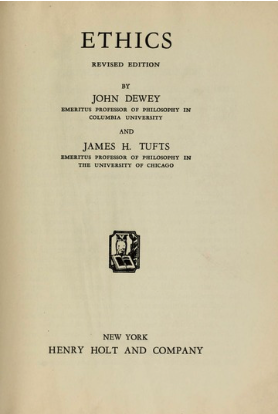 ETHICS
REVISED EDITION
BY
JOHN DEWEY
EMERITUS PROFESSOR OF PHILOSOPHY IN
COLUMBIA UNIVERSITY
AND
JAMES H. TUFTS
EMERITUS PROFESSOR OF PHILOSOPHY IN
THE UNIVERSITY OF CHICAGO
NEW YORK
HENRY HOLT AND COMPANY